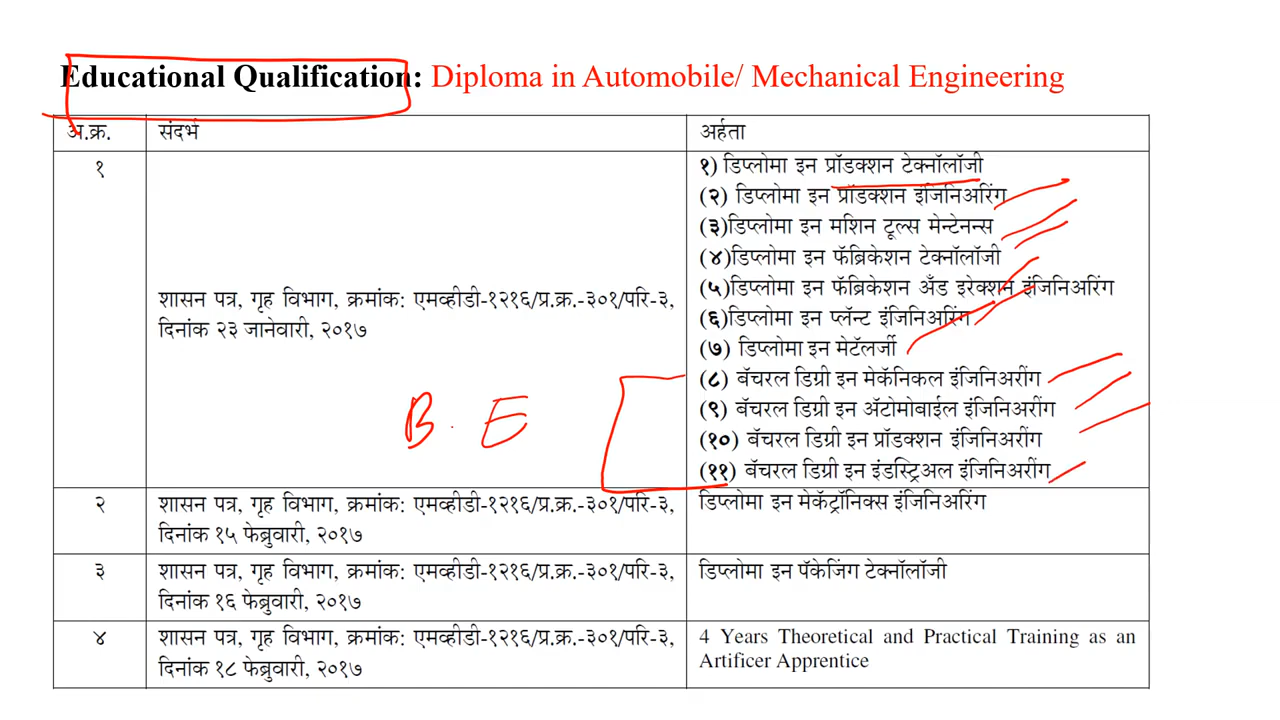 Educational Qualification: Diploma in Automobile/ Mechanical Engineering
अ.क्र. संदर्भ अर्हता
१ शासन पत्र, गृह विभाग, क्रमांक: एमव्हीडी-१२१६/प्र.क्र.-३०१/परि-३,
दिनांक २३ जानेवारी, २०१७
१) डिप्लोमा इन प्रॉडक्शन टेक्नॉलॉजी
(२) डिप्लोमा इन प्रॉडक्शन इंजिनिअरिंग
(३)डिप्लोमा इन मशिन टूल्स मेन्टेनन्स
(४)डिप्लोमा इन फॅब्रिकेशन टेक्नॉलॉजी
(५)डिप्लोमा इन फॅब्रिकेशन अँड इरेक्शन इंजिनिअरिंग
(६)डिप्लोमा इन प्लॅन्ट इंजिनिअरिंग
(७) डिप्लोमा इन मेटॅलर्जी
(८) बॅचरल डिग्री इन मेकॅनिकल इंजिनिअरींग
(९) बॅचरल डिग्री इन ॲटोमोबाईल इंजिनिअरींग
(१०) बॅचरल डिग्री इन प्रॉडक्शन इंजिनिअरींग
(११) बॅचरल डिग्री इन इंडस्ट्रिअल इंजिनिअरींग
B. E
२ शासन पत्र, गृह विभाग, क्रमांक: एमव्हीडी-१२१६/प्र.क्र.-३०१/परि-३, डिप्लोमा इन मेकॅट्रॉनिक्स इंजिनिअरिंग
दिनांक १५ फेब्रुवारी, २०१७
३ शासन पत्र, गृह विभाग, क्रमांक: एमव्हीडी-१२१६/प्र.क्र.-३०१/परि-३, डिप्लोमा इन पॅकेजिंग टेक्नॉलॉजी
दिनांक १६ फेब्रुवारी, २०१७
४ शासन पत्र, गृह विभाग, क्रमांक: एमव्हीडी-१२१६/प्र.क्र.-३०१/परि-३, 4 Years Theoretical and Practical Training as an
दिनांक १८ फेब्रुवारी, २०१७ Artificer Apprentice